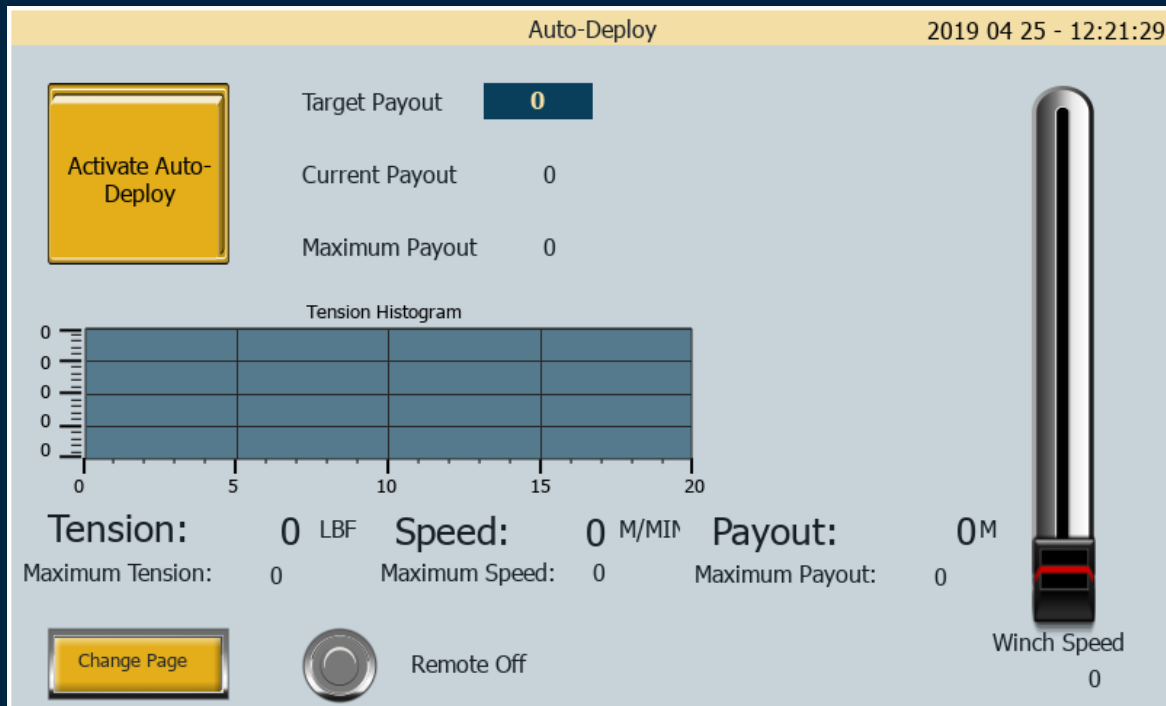 Auto-Deploy
2019 04 25 - 12:21:29
Activate Auto-
Deploy
Target Payout 0
Current Payout 0
Maximum Payout 0
Tension Histogram
0
0
0
0
0
0 5 10 15 20
Tension: 0 LBF Speed: 0 M/MIN Payout: 0 M
Maximum Tension: 0 Maximum Speed: 0 Maximum Payout: 0
Change Page
Remote Off
Winch Speed
0